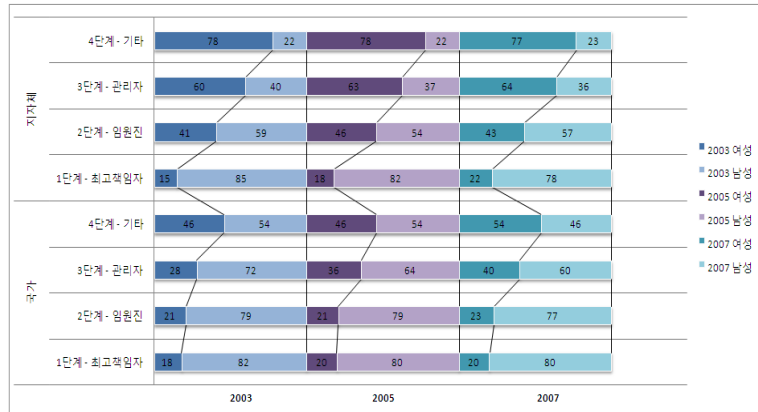 지자체
4단계 - 기타 78 22 78 22 77 23
3단계 - 관리자 60 40 63 37 64 36
2단계 - 임원진 41 59 46 54 43 57
1단계 - 최고책임자 15 85 18 82 22 78
국가
4단계 - 기타 46 54 46 54 54 46
3단계 - 관리자 28 72 36 64 40 60
2단계 - 임원진 21 79 21 79 23 77
1단계 - 최고책임자 18 82 20 80 20 80
2003 2005 2007
2003 여성
2003 남성
2005 여성
2005 남성
2007 여성
2007 남성